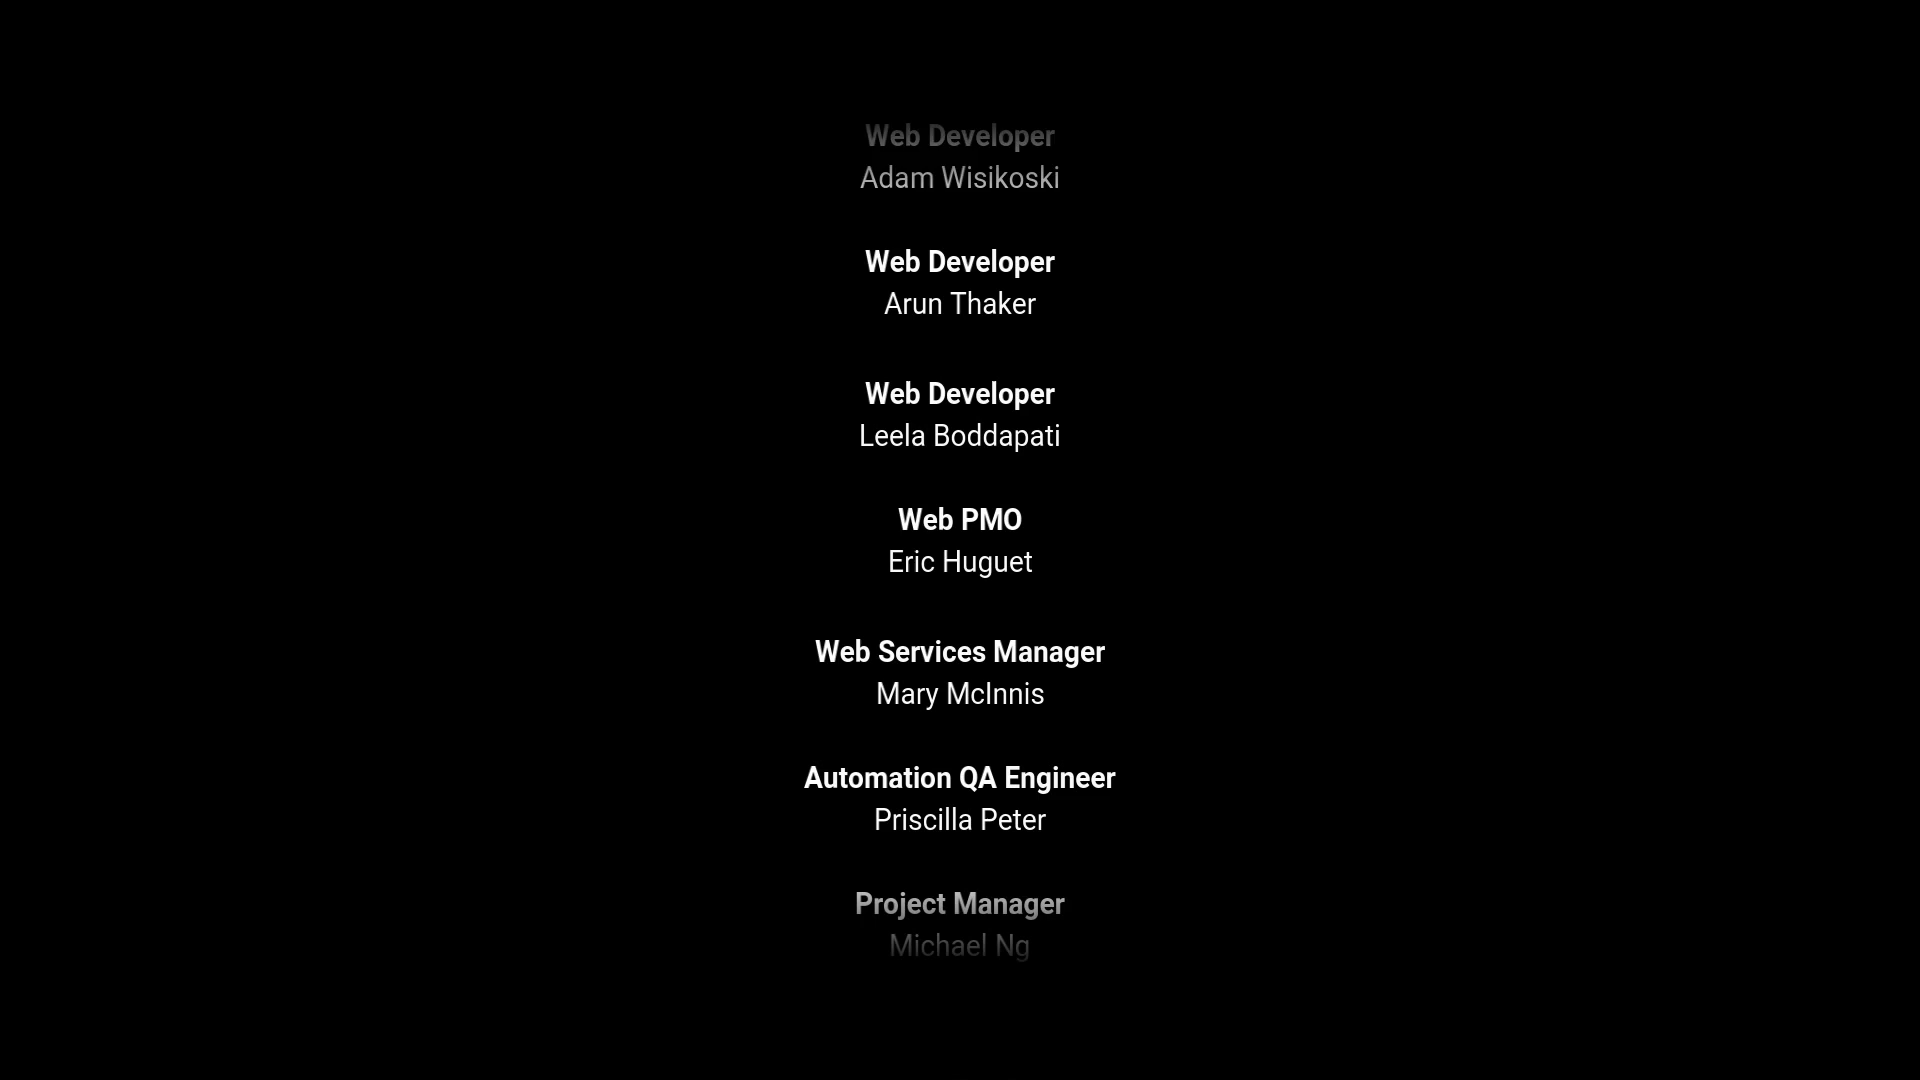 Web Developer
Adam Wisikoski
Web Developer
Arun Thaker
Web Developer
Leela Boddapati
Web PMO
Eric Huguet
Web Services Manager
Mary McInnis
Automation QA Engineer
Priscilla Peter
Project Manager
Michael Ng